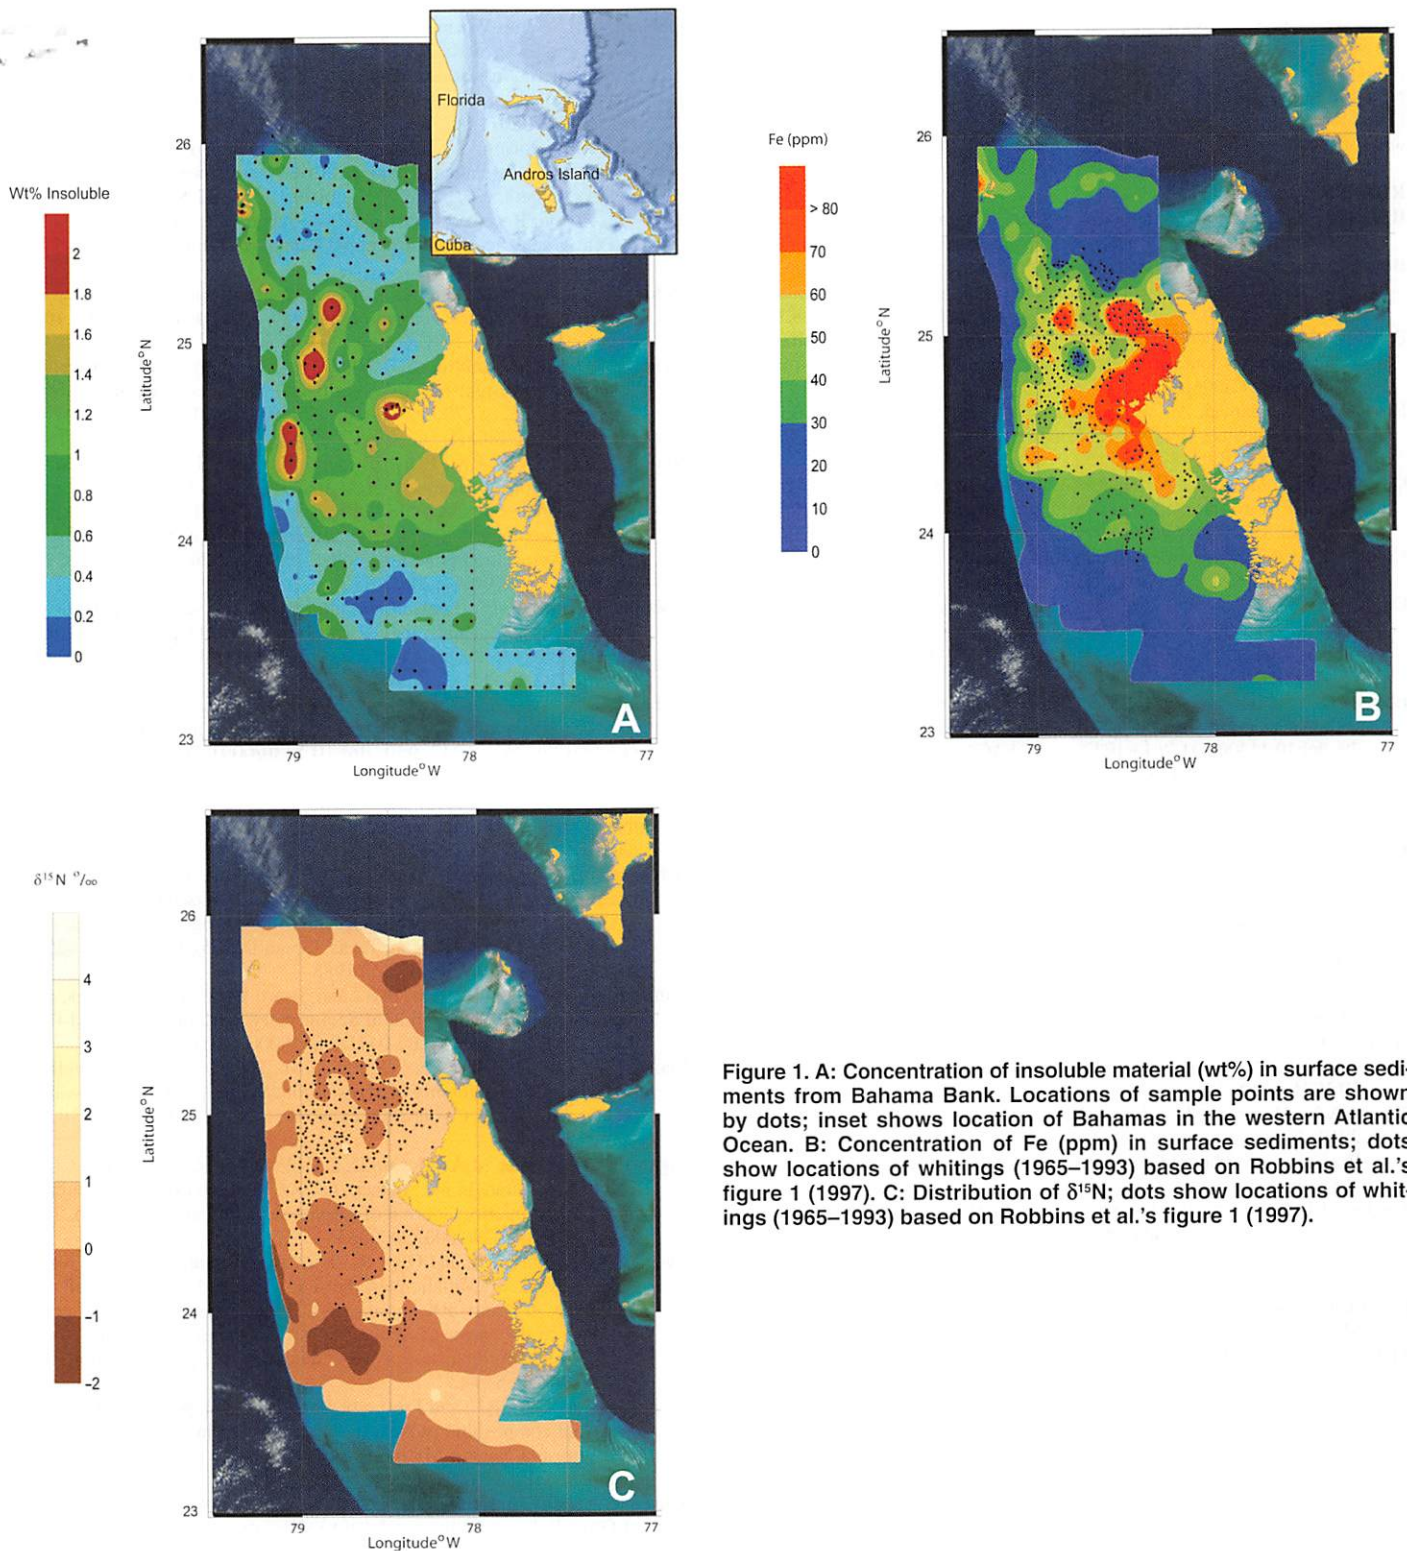 Florida
Andros Island
Cuba
Wt% Insoluble
2
1.8
1.6
1.4
1.2
1
0.8
0.6
0.4
0.2
0
Latitude°N
26
25
24
23
79
78
77
Longitude°W
A
Fe (ppm)
> 80
70
60
50
40
30
20
10
0
Latitude°N
26
25
24
23
79
78
77
Longitude°W
B
δ¹⁵N ‰
4
3
2
1
0
–1
–2
Latitude°N
26
25
24
23
79
78
77
Longitude°W
C
Figure 1. A: Concentration of insoluble material (wt%) in surface sedi-
ments from Bahama Bank. Locations of sample points are shown
by dots; inset shows location of Bahamas in the western Atlantic
Ocean. B: Concentration of Fe (ppm) in surface sediments; dots
show locations of whitings (1965–1993) based on Robbins et al.'s
figure 1 (1997). C: Distribution of δ¹⁵N; dots show locations of whit-
ings (1965–1993) based on Robbins et al.'s figure 1 (1997).